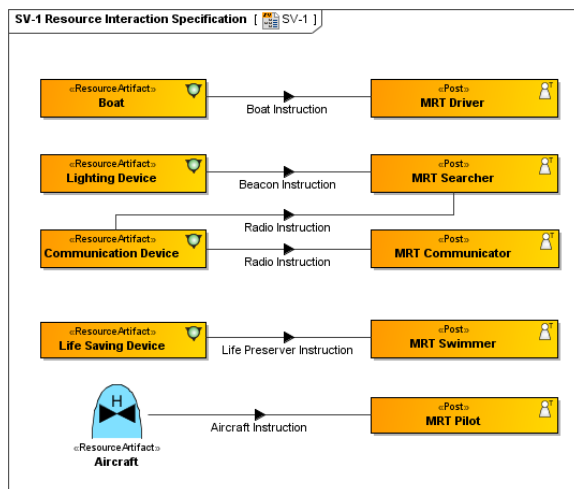 SV-1 Resource Interaction Specification [ SV-1 ]
«ResourceArtifact»
Boat
Boat Instruction
«Post»
MRT Driver
T
«ResourceArtifact»
Lighting Device
Beacon Instruction
«Post»
MRT Searcher
T
Radio Instruction
«ResourceArtifact»
Communication Device
Radio Instruction
«Post»
MRT Communicator
T
«ResourceArtifact»
Life Saving Device
Life Preserver Instruction
«Post»
MRT Swimmer
T
H
«ResourceArtifact»
Aircraft
Aircraft Instruction
«Post»
MRT Pilot
T